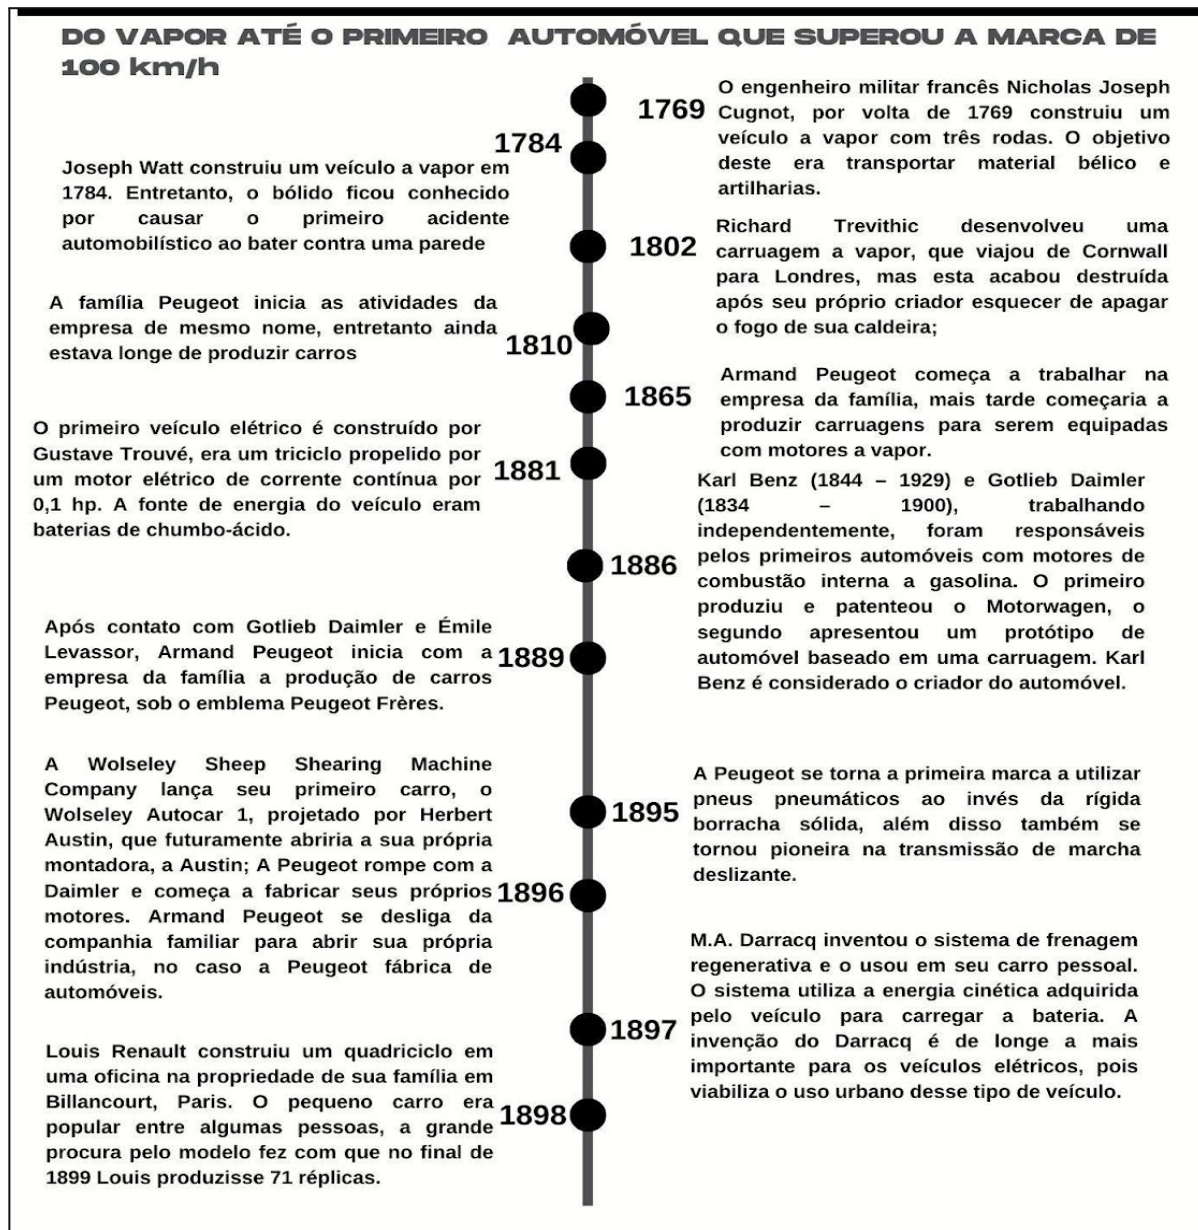 DO VAPOR ATÉ O PRIMEIRO AUTOMÓVEL QUE SUPEROU A MARCA DE
100 km/h
1769
O engenheiro militar francês Nicholas Joseph
Cugnot, por volta de 1769 construiu um
veículo a vapor com três rodas. O objetivo
deste era transportar material bélico e
artilharias.
1784
Joseph Watt construiu um veículo a vapor em
1784. Entretanto, o bólido ficou conhecido
por causar o primeiro acidente
automobilístico ao bater contra uma parede
1802
Richard Trevithic desenvolveu uma
carruagem a vapor, que viajou de Cornwall
para Londres, mas esta acabou destruída
após seu próprio criador esquecer de apagar
o fogo de sua caldeira;
A família Peugeot inicia as atividades da
empresa de mesmo nome, entretanto ainda
estava longe de produzir carros
1810
1865
Armand Peugeot começa a trabalhar na
empresa da família, mais tarde começaria a
produzir carruagens para serem equipadas
com motores a vapor.
O primeiro veículo elétrico é construído por
Gustave Trouvé, era um triciclo propelido por
um motor elétrico de corrente contínua por
0,1 hp. A fonte de energia do veículo eram
baterias de chumbo-ácido.
1881
1886
Karl Benz (1844 – 1929) e Gotlieb Daimler
(1834 – 1900), trabalhando
independentemente, foram responsáveis
pelos primeiros automóveis com motores de
combustão interna a gasolina. O primeiro
produziu e patenteou o Motorwagen, o
segundo apresentou um protótipo de
automóvel baseado em uma carruagem. Karl
Benz é considerado o criador do automóvel.
Após contato com Gotlieb Daimler e Émile
Levassor, Armand Peugeot inicia com a
empresa da família a produção de carros
Peugeot, sob o emblema Peugeot Frères.
1889
1895
A Peugeot se torna a primeira marca a utilizar
pneus pneumáticos ao invés da rígida
borracha sólida, além disso também se
tornou pioneira na transmissão de marcha
deslizante.
A Wolseley Sheep Shearing Machine
Company lança seu primeiro carro, o
Wolseley Autocar 1, projetado por Herbert
Austin, que futuramente abriria a sua própria
montadora, a Austin; A Peugeot rompe com a
Daimler e começa a fabricar seus próprios
motores. Armand Peugeot se desliga da
companhia familiar para abrir sua própria
indústria, no caso a Peugeot fábrica de
automóveis.
1896
1897
M.A. Darracq inventou o sistema de frenagem
regenerativa e o usou em seu carro pessoal.
O sistema utiliza a energia cinética adquirida
pelo veículo para carregar a bateria. A
invenção do Darracq é de longe a mais
importante para os veículos elétricos, pois
viabiliza o uso urbano desse tipo de veículo.
Louis Renault construiu um quadriciclo em
uma oficina na propriedade de sua família em
Billancourt, Paris. O pequeno carro era
popular entre algumas pessoas, a grande
procura pelo modelo fez com que no final de
1899 Louis produzisse 71 réplicas.
1898